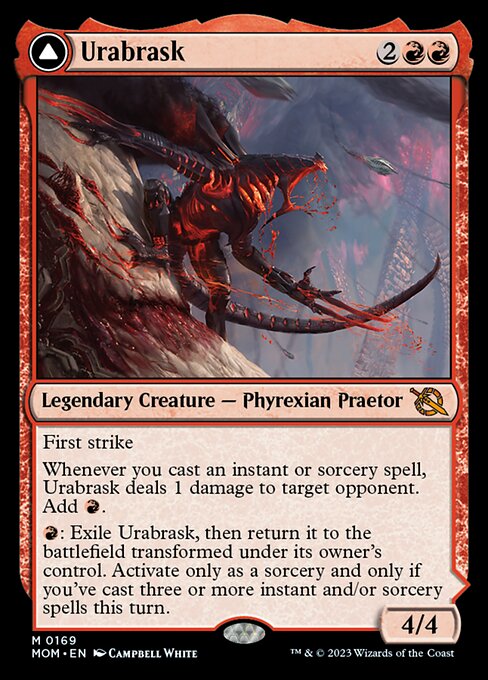 Urabrask 2
Legendary Creature — Phyrexian Praetor
First strike
Whenever you cast an instant or sorcery spell,
Urabrask deals 1 damage to target opponent.
Add .
: Exile Urabrask, then return it to the
battlefield transformed under its owner’s
control. Activate only as a sorcery and only if
you’ve cast three or more instant and/or sorcery
spells this turn.
4/4
M 0169
MOM • EN Campbell White
™ & © 2023 Wizards of the Coast